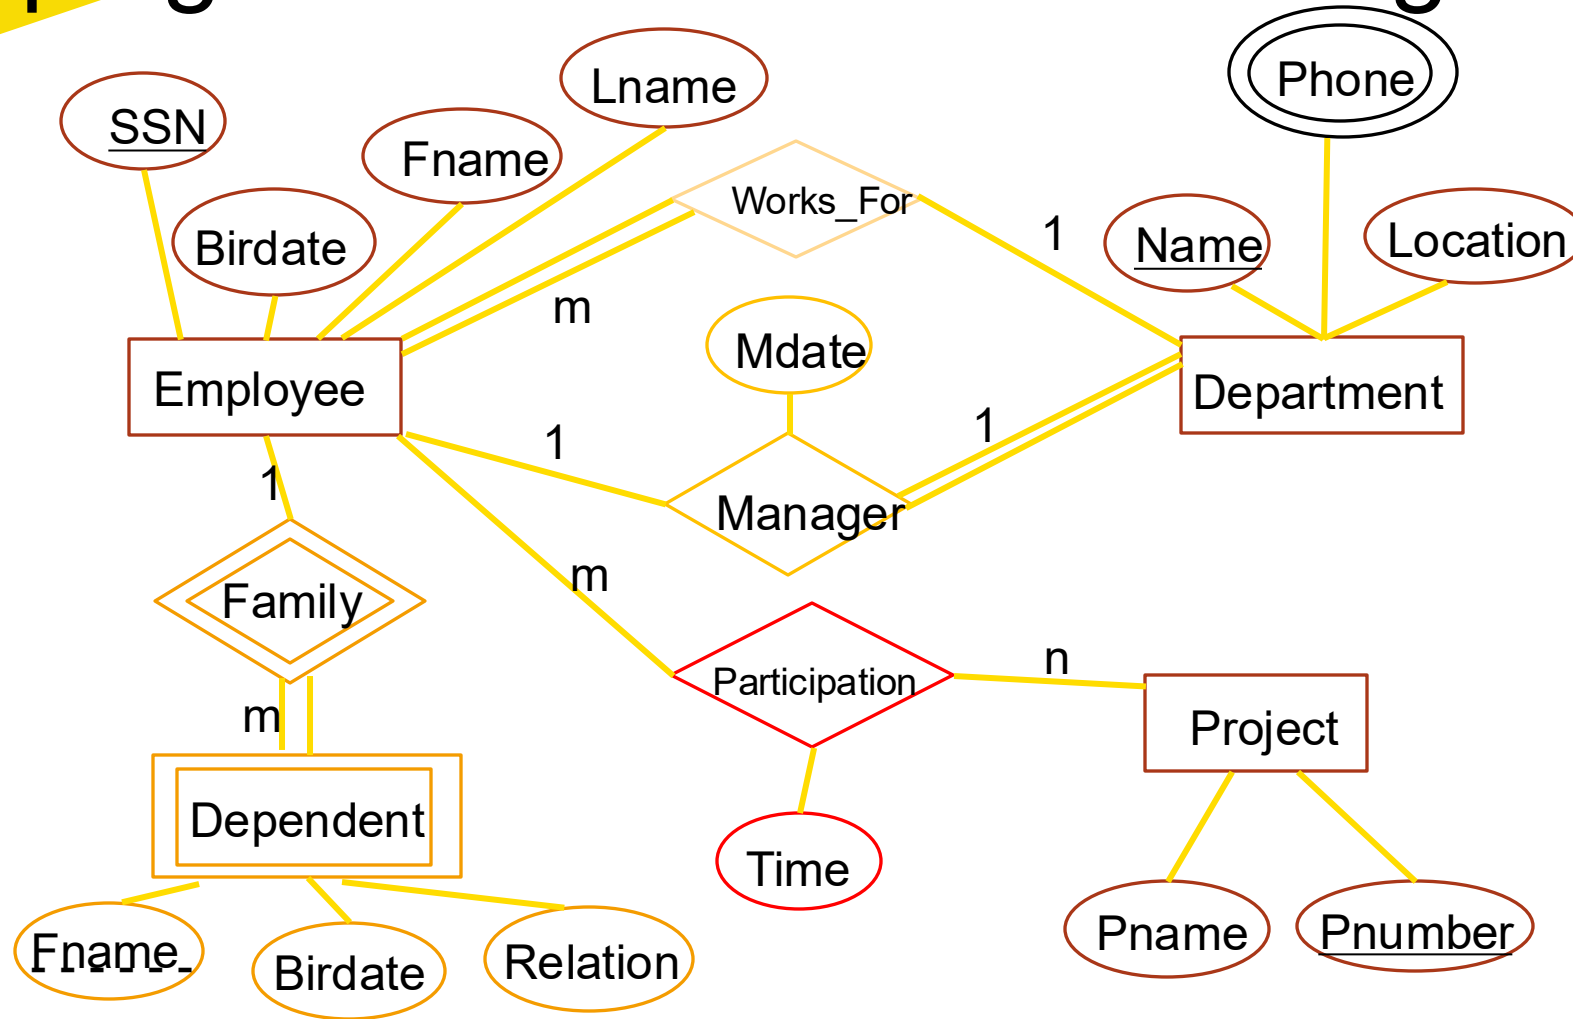 Lname
Phone
SSN
Fname
Works_For
Birdate
1
Name
Location
m
Mdate
Employee
Department
1
1
1
Manager
m
Family
n
Participation
m
Project
Dependent
Time
Fname
Birdate
Relation
Pname
Pnumber